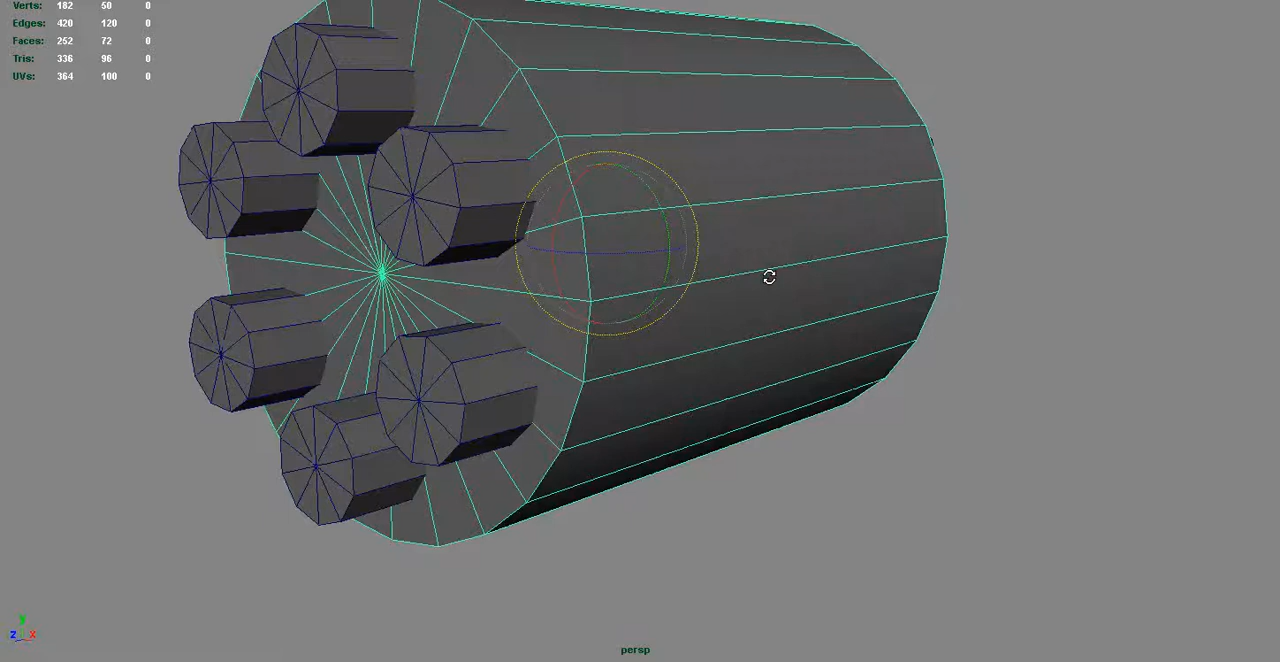 Verts: 182 50 0
Edges: 420 120 0
Faces: 252 72 0
Tris: 336 96 0
UVs: 364 100 0
y
z x
persp